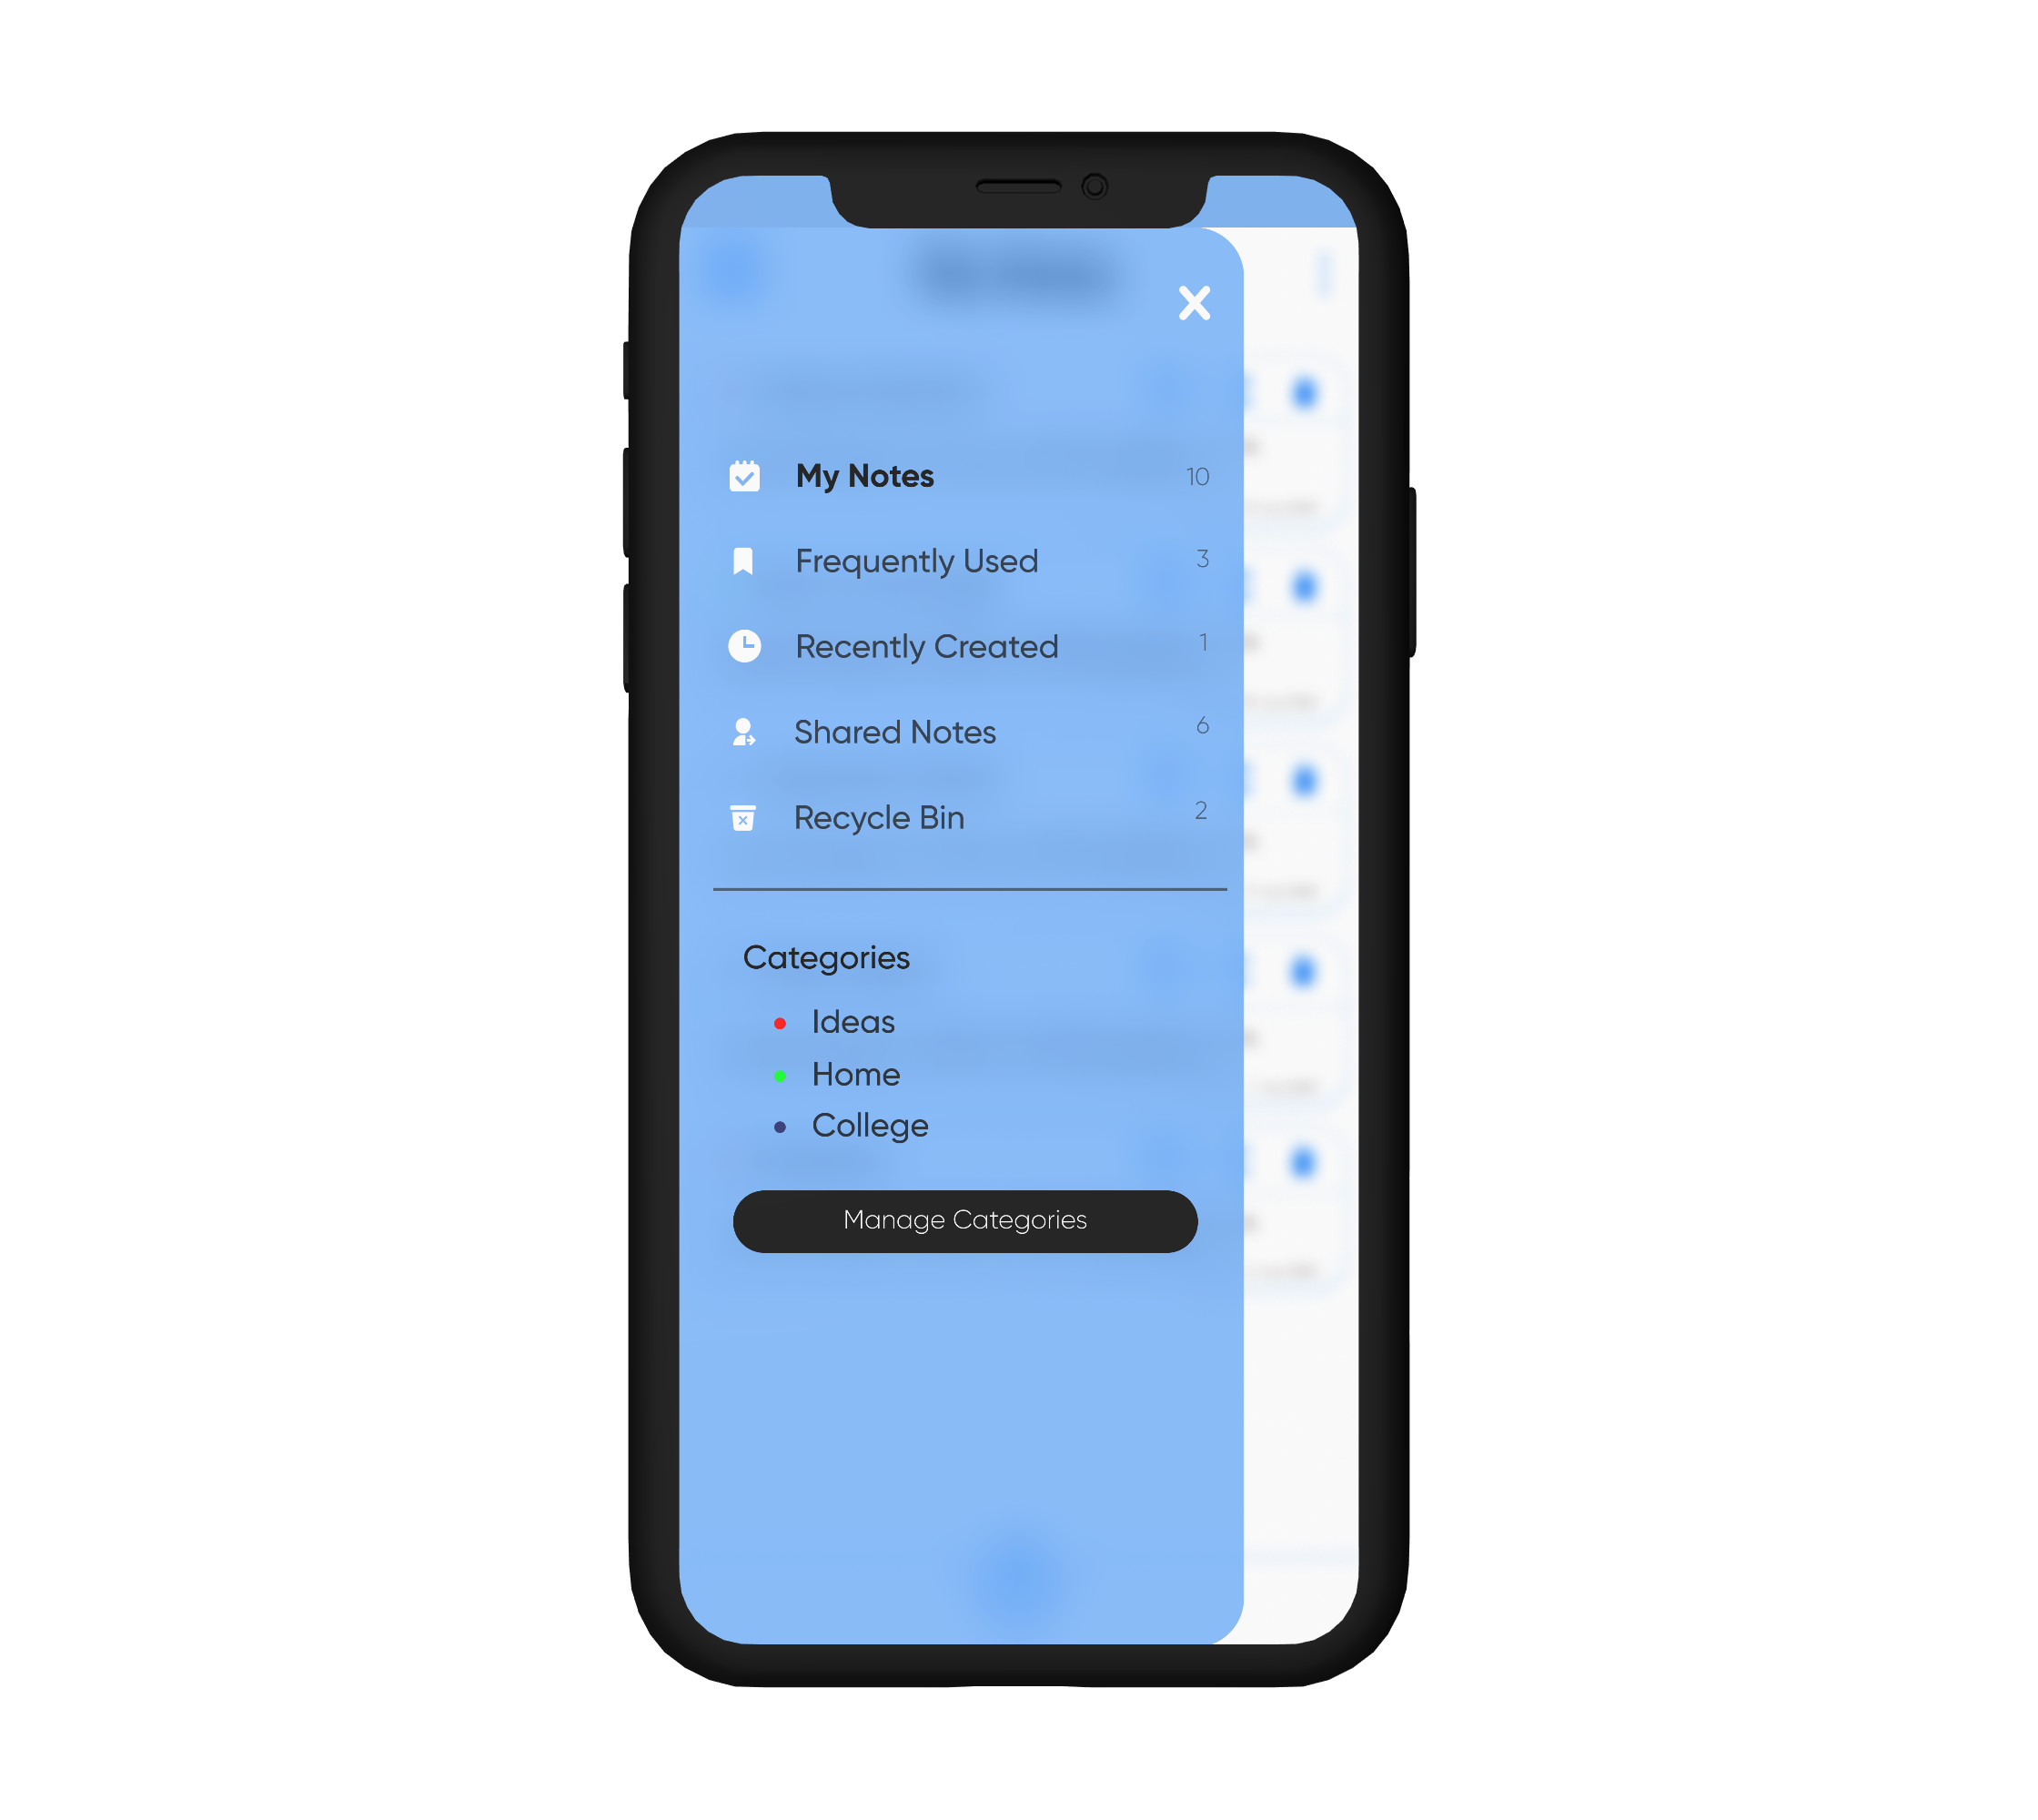 My Notes 10
Frequently Used 3
Recently Created 1
Shared Notes 6
Recycle Bin 2
Categories
Ideas
Home
College
Manage Categories